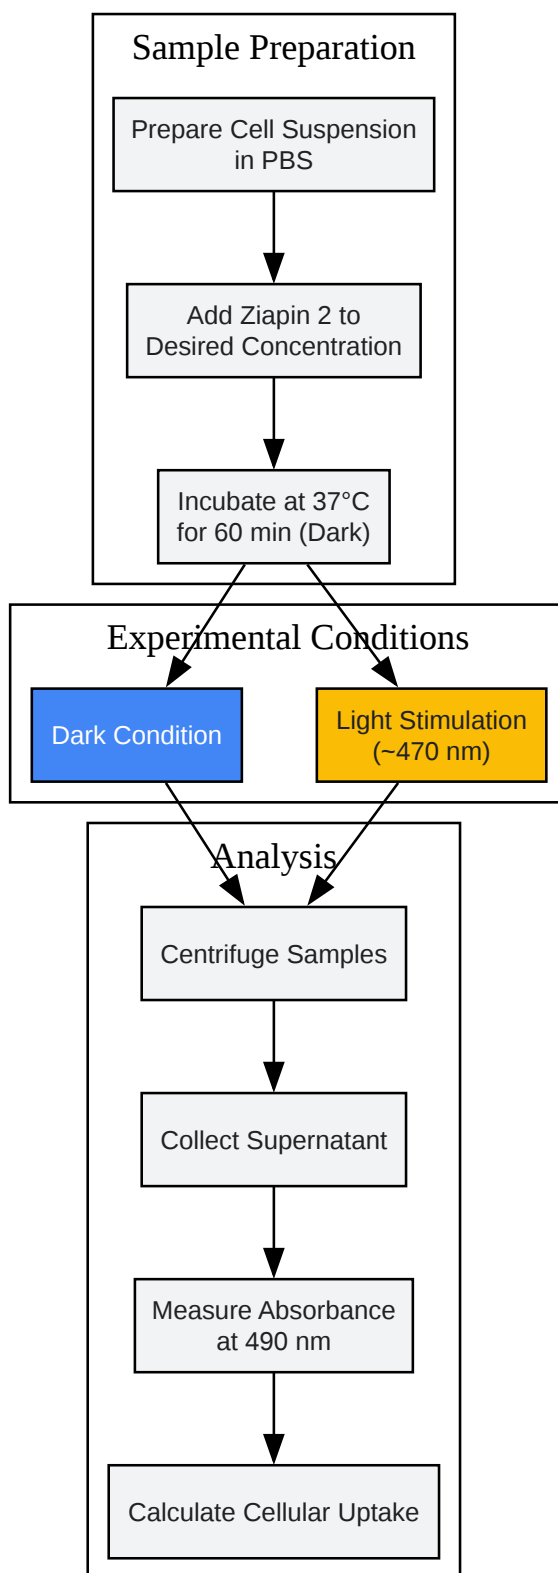 Sample Preparation
Prepare Cell Suspension
in PBS
Add Ziapin 2 to
Desired Concentration
Incubate at 37°C
for 60 min (Dark)
Experimental Conditions
Dark Condition
Light Stimulation
(~470 nm)
Analysis
Centrifuge Samples
Collect Supernatant
Measure Absorbance
at 490 nm
Calculate Cellular Uptake